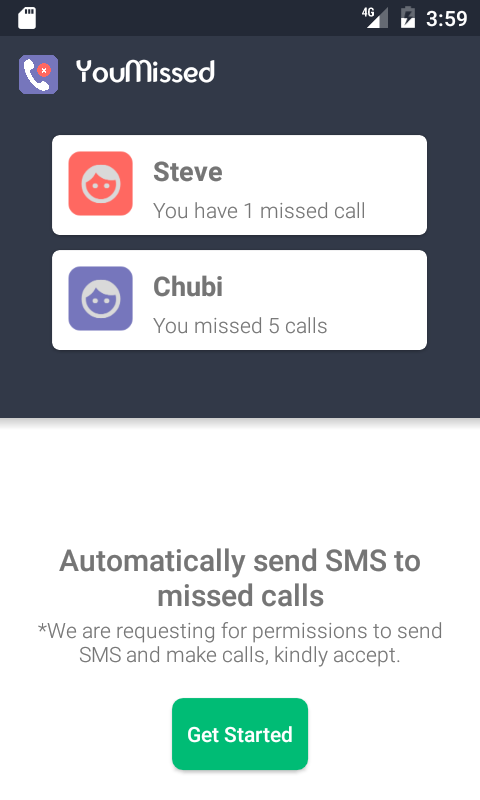 4G 3:59
YouMissed
Steve
You have 1 missed call
Chubi
You missed 5 calls
Automatically send SMS to
missed calls
*We are requesting for permissions to send
SMS and make calls, kindly accept.
Get Started